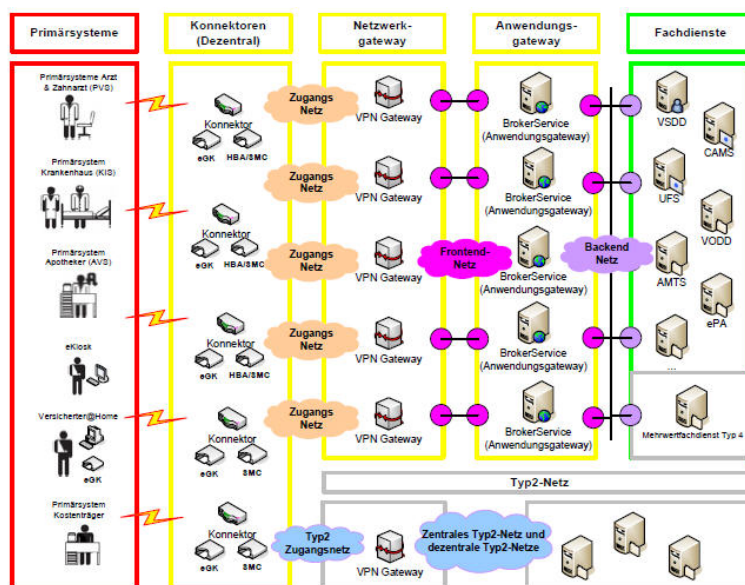 Primärsysteme
Konnektoren
(Dezentral)
Netzwerk-
gateway
Anwendungs-
gateway
Fachdienste
Primärsysteme Arzt
& Zahnarzt (PVS)
Primärsystem
Krankenhaus (KIS)
Primärsystem
Apotheker (AVS)
eKiosk
Versicherter@Home
eGK
Primärsystem
Kostenträger
Konnektor
eGK HBA/SMC
Konnektor
eGK HBA/SMC
Konnektor
eGK HBA/SMC
Konnektor
eGK SMC
Konnektor
eGK SMC
Zugangs
Netz
Zugangs
Netz
Zugangs
Netz
Zugangs
Netz
Zugangs
Netz
Typ2
Zugangsnetz
VPN Gateway
VPN Gateway
VPN Gateway
VPN Gateway
VPN Gateway
VPN Gateway
Frontend-
Netz
BrokerService
(Anwendungsgateway)
BrokerService
(Anwendungsgateway)
BrokerService
(Anwendungsgateway)
BrokerService
(Anwendungsgateway)
BrokerService
(Anwendungsgateway)
Backend
Netz
VSDD
CAMS
UFS
VODD
AMTS
ePA
...
Mehrwertfachdienst Typ 4
Typ2-Netz
Zentrales Typ2-Netz und
dezentrale Typ2-Netze